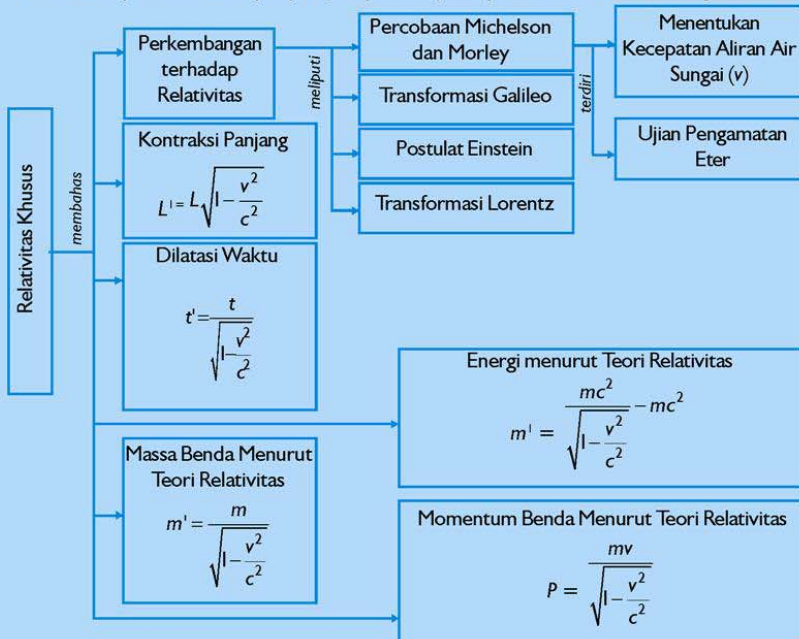 Relativitas Khusus
membahas
Perkembangan
terhadap
Relativitas
meliputi
Percobaan Michelson
dan Morley
Transformasi Galileo
Postulat Einstein
Transformasi Lorentz
terdiri
Menentukan
Kecepatan Aliran Air
Sungai (v)
Ujian Pengamatan
Eter
Kontraksi Panjang
L' = L√(1 − v²/c²)
Dilatasi Waktu
t' = t/√(1 − v²/c²)
Energi menurut Teori Relativitas
m' = mc²/√(1 − v²/c²) − mc²
Massa Benda Menurut
Teori Relativitas
m' = m/√(1 − v²/c²)
Momentum Benda Menurut Teori Relativitas
P = mv/√(1 − v²/c²)